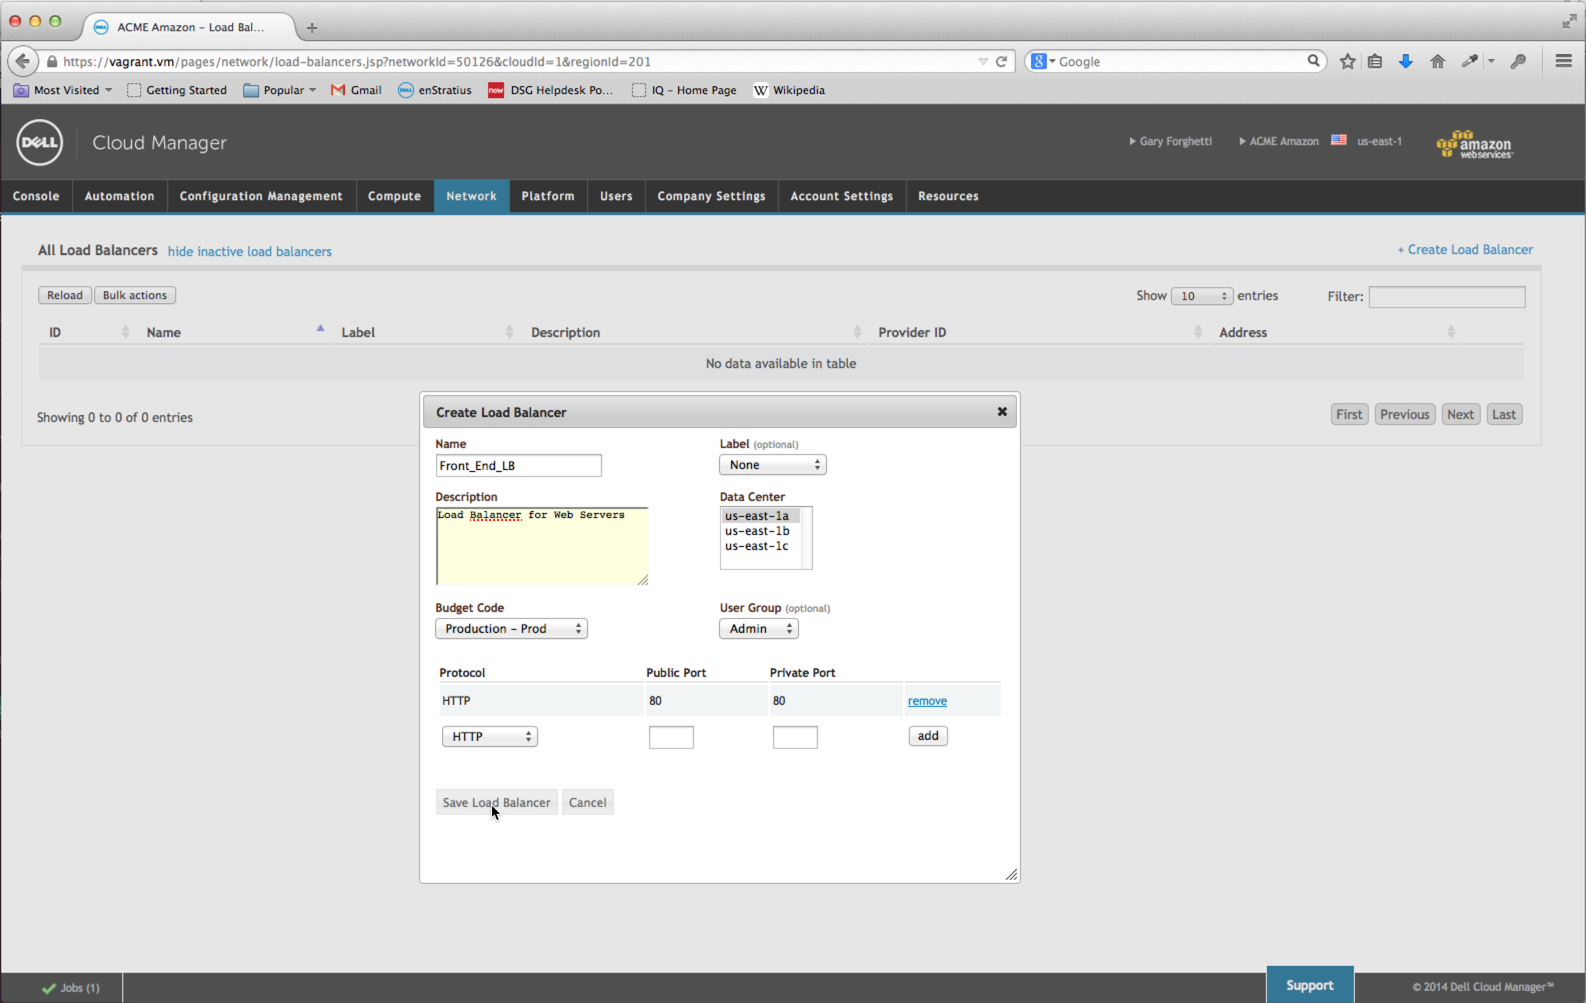 ACME Amazon – Load Bal...
https://vagrant.vm/pages/network/load-balancers.jsp?networkId=50126&cloudId=1&regionId=201
Google
Most Visited
Getting Started
Popular
Gmail
enStratius
DSG Helpdesk Po...
IQ – Home Page
Wikipedia
DELL
Cloud Manager
Gary Forghetti
ACME Amazon
us-east-1
amazon
webservices™
Console
Automation
Configuration Management
Compute
Network
Platform
Users
Company Settings
Account Settings
Resources
All Load Balancers
hide inactive load balancers
+ Create Load Balancer
Reload
Bulk actions
Show 10 entries
Filter:
ID
Name
Label
Description
Provider ID
Address
No data available in table
Showing 0 to 0 of 0 entries
First
Previous
Next
Last
Create Load Balancer
Name
Label (optional)
Front_End_LB
None
Description
Data Center
Load Balancer for Web Servers
us-east-1a
us-east-1b
us-east-1c
Budget Code
User Group (optional)
Production – Prod
Admin
Protocol
Public Port
Private Port
HTTP
80
80
remove
HTTP
add
Save Load Balancer
Cancel
Jobs (1)
Support
© 2014 Dell Cloud Manager™